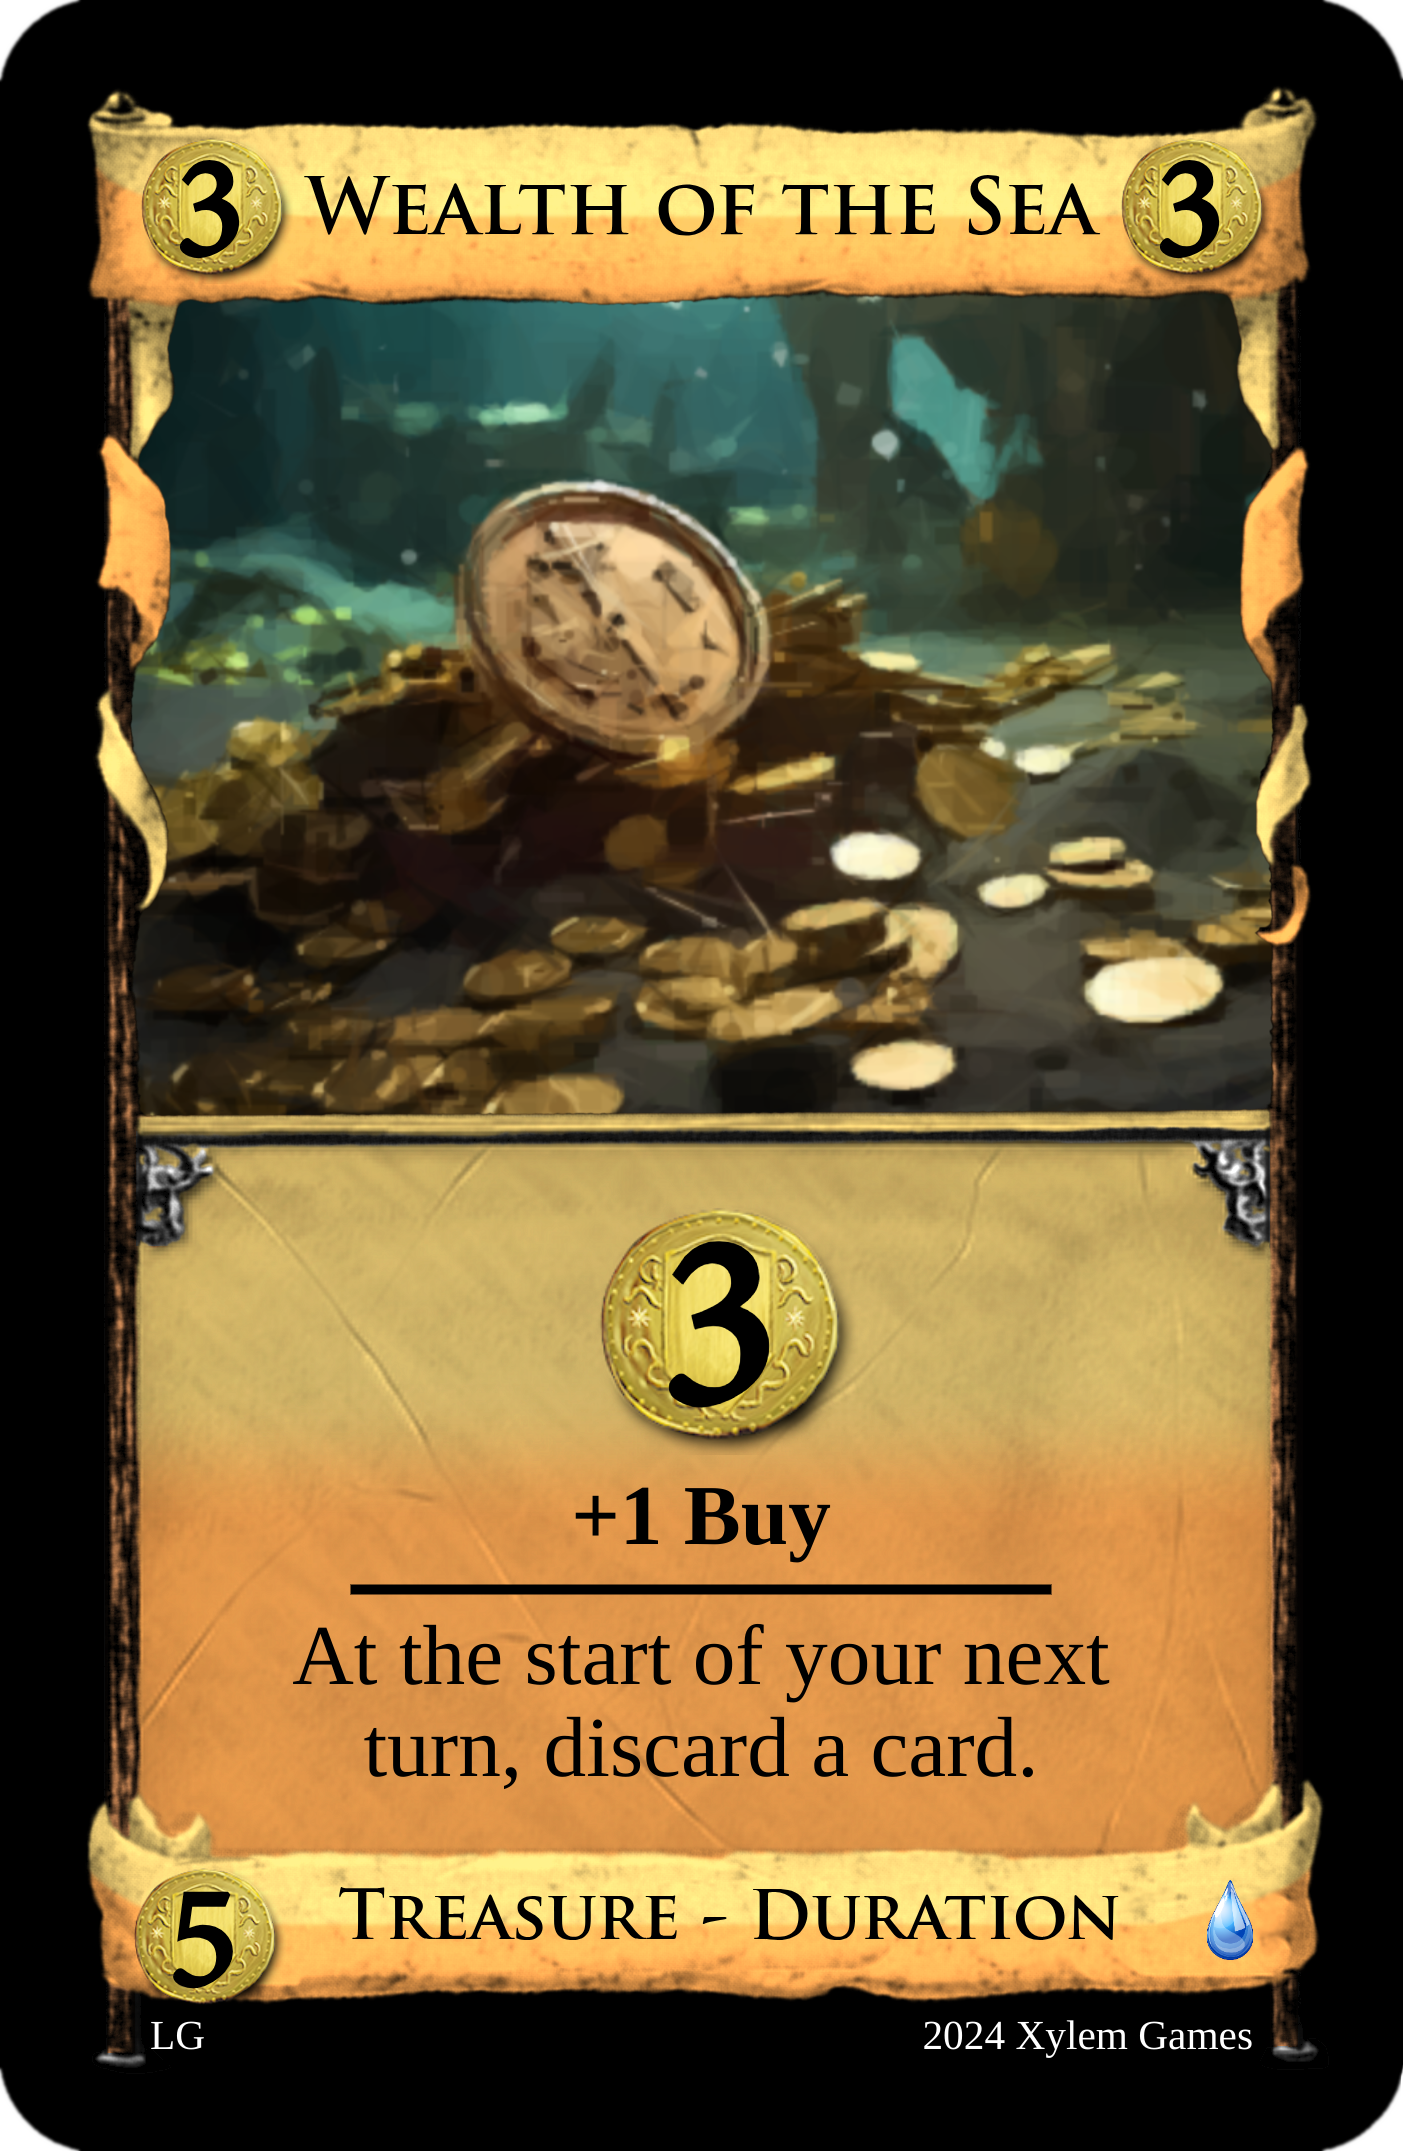 3 Wealth of the Sea 3
3
+1 Buy
At the start of your next
turn, discard a card.
5 Treasure - Duration
LG 2024 Xylem Games